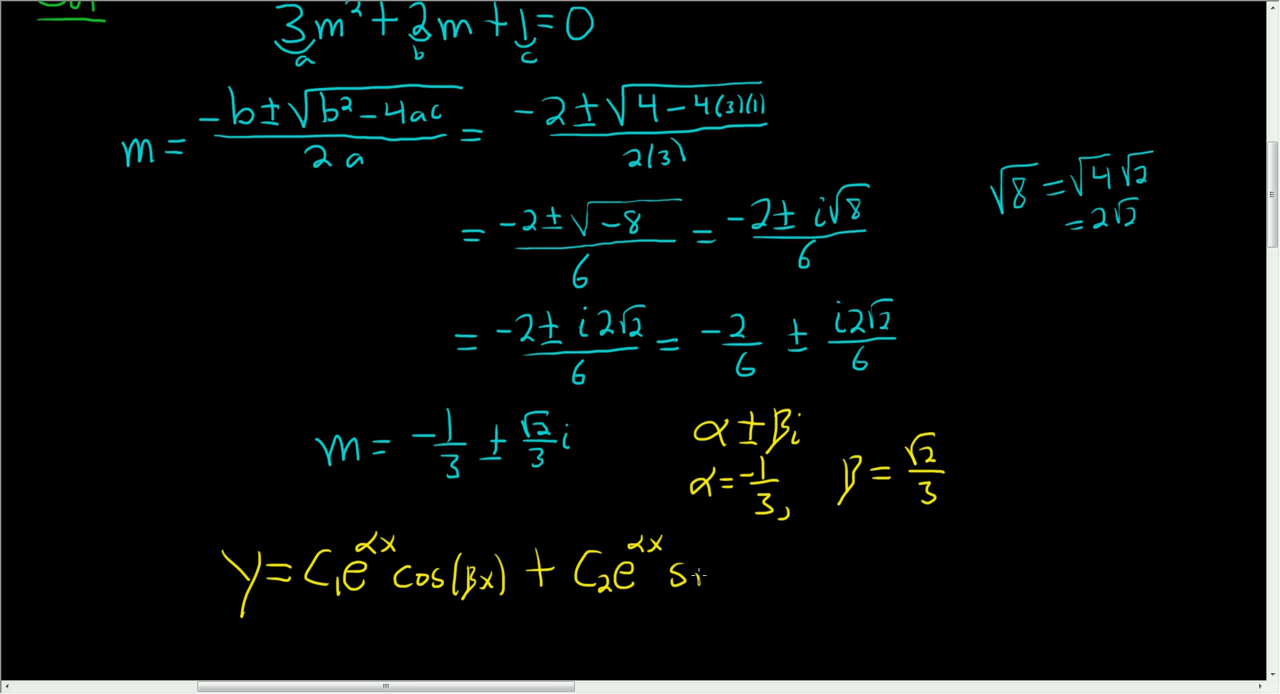 Sol
3m² + 2m + 1 = 0
a b c
m = (-b ± √(b² - 4ac)) / 2a = (-2 ± √(4 - 4(3)(1))) / 2(3)
√8 = √4 √2
= 2√2
= (-2 ± √-8) / 6 = (-2 ± i√8) / 6
= (-2 ± i2√2) / 6 = -2/6 ± i2√2/6
m = -1/3 ± √2/3 i
α ± βi
α = -1/3, β = √2/3
y = C₁e^αx cos(βx) + C₂e^αx si